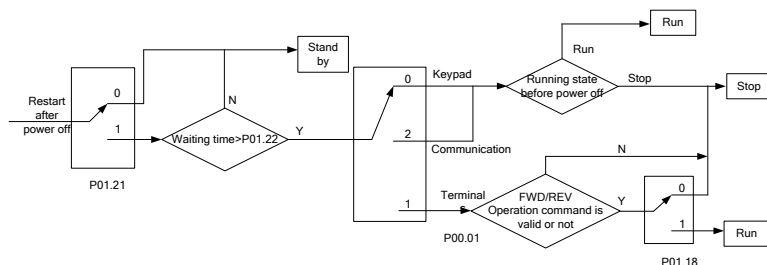 Restart
after
power off
0
1
P01.21
Stand
by
N
Waiting time>P01.22
Y
0
Keypad
2
Communication
1
Terminal
s
P00.01
Run
Run
Running state
before power off
Stop
Stop
N
FWD/REV
Operation command is
valid or not
Y
0
1
P01.18
Run